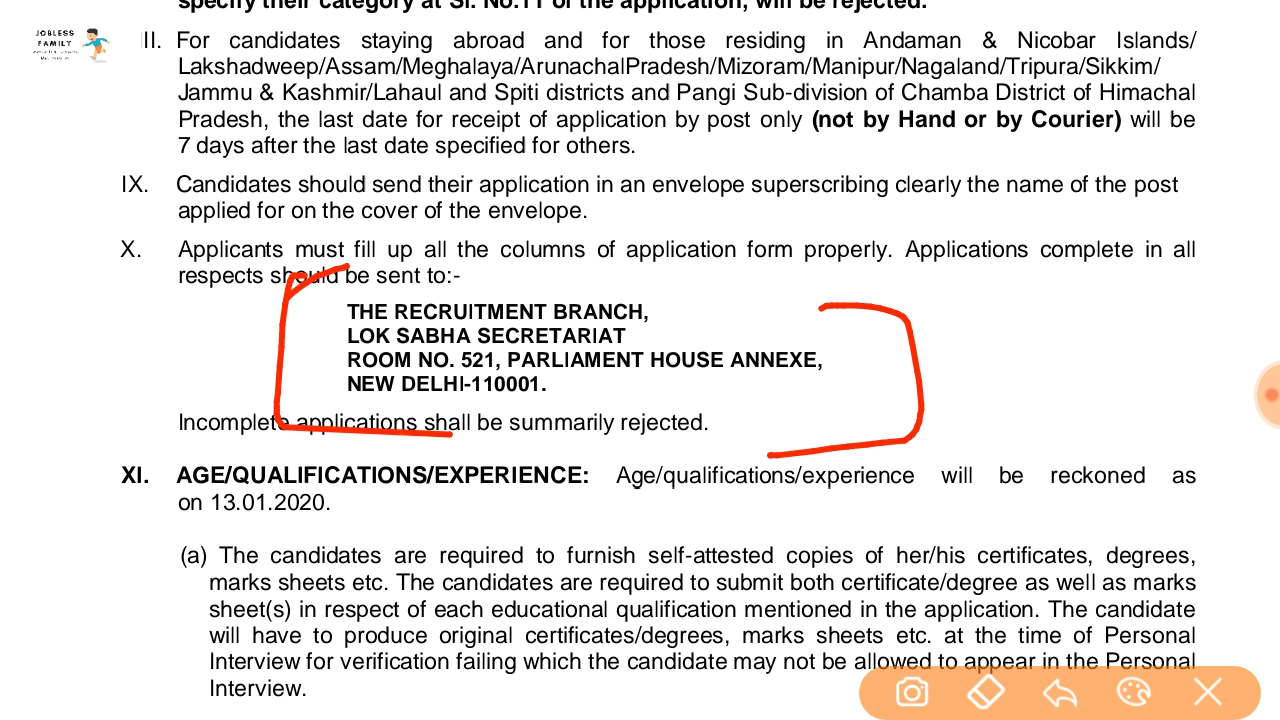 specify their category at Sl. No.11 of the application, will be rejected.
JOBLESS
FAMILY
II. For candidates staying abroad and for those residing in Andaman & Nicobar Islands/
Lakshadweep/Assam/Meghalaya/ArunachalPradesh/Mizoram/Manipur/Nagaland/Tripura/Sikkim/
Jammu & Kashmir/Lahaul and Spiti districts and Pangi Sub-division of Chamba District of Himachal
Pradesh, the last date for receipt of application by post only (not by Hand or by Courier) will be
7 days after the last date specified for others.
IX. Candidates should send their application in an envelope superscribing clearly the name of the post
applied for on the cover of the envelope.
X. Applicants must fill up all the columns of application form properly. Applications complete in all
respects should be sent to:-
THE RECRUITMENT BRANCH,
LOK SABHA SECRETARIAT
ROOM NO. 521, PARLIAMENT HOUSE ANNEXE,
NEW DELHI-110001.
Incomplete applications shall be summarily rejected.
XI. AGE/QUALIFICATIONS/EXPERIENCE: Age/qualifications/experience will be reckoned as
on 13.01.2020.
(a) The candidates are required to furnish self-attested copies of her/his certificates, degrees,
marks sheets etc. The candidates are required to submit both certificate/degree as well as marks
sheet(s) in respect of each educational qualification mentioned in the application. The candidate
will have to produce original certificates/degrees, marks sheets etc. at the time of Personal
Interview for verification failing which the candidate may not be allowed to appear in the Personal
Interview.